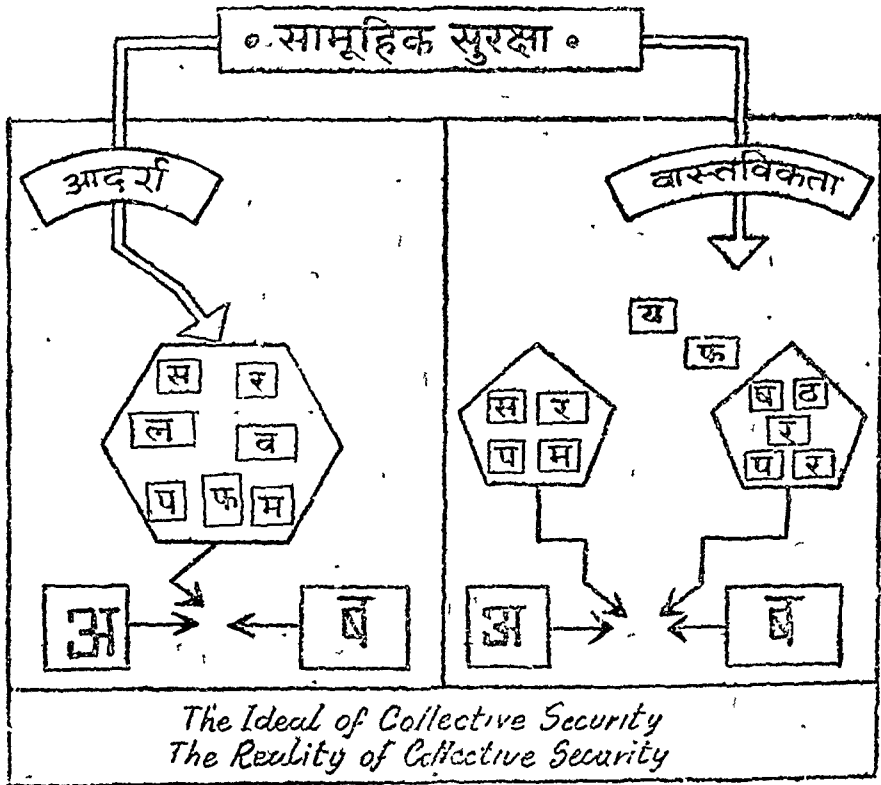 सामूहिक सुरक्षा
आदर्श
वास्तविकता
स र
ल व
प फ म
अ
य
फ
स र
प म
ठ
र
प र
अ
The Ideal of Collective Security
The Reality of Collective Security